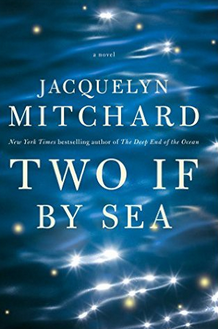 a novel
JACQUELYN
MITCHARD
New York Times bestselling author of The Deep End of the Ocean
TWO IF
BY SEA